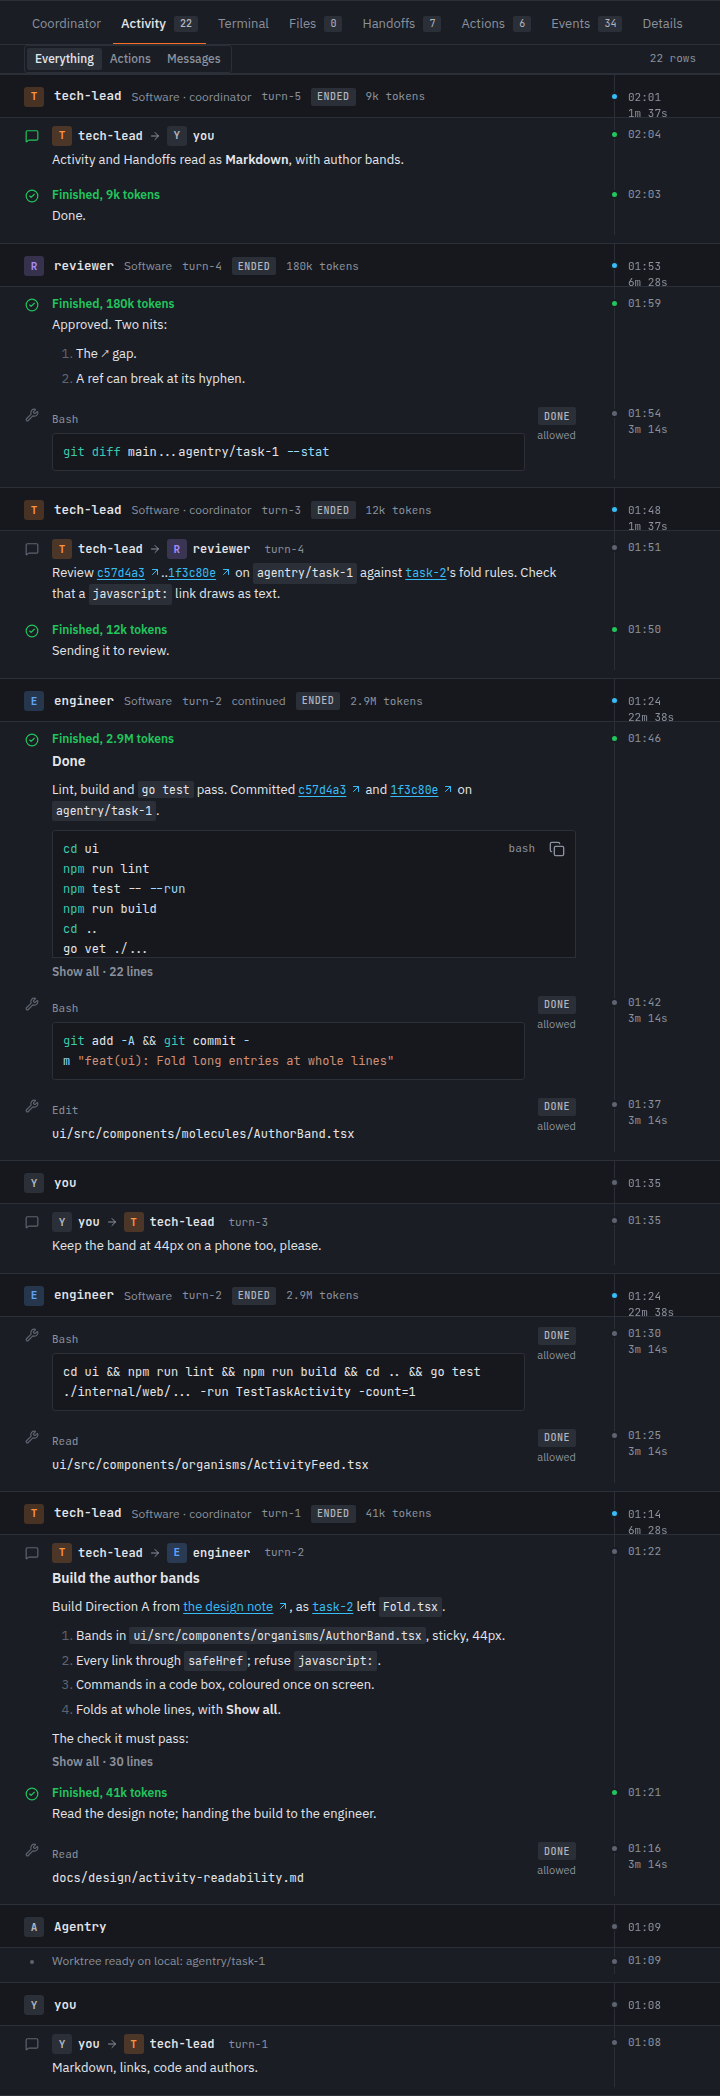 Coordinator Activity 22 Terminal Files 0 Handoffs 7 Actions 6 Events 34 Details
Everything Actions Messages 22 rows
T tech-lead Software · coordinator turn-5 ENDED 9k tokens 02:01
1m 37s
T tech-lead → Y you 02:04
Activity and Handoffs read as Markdown, with author bands.
Finished, 9k tokens 02:03
Done.
R reviewer Software turn-4 ENDED 180k tokens 01:53
6m 28s
Finished, 180k tokens 01:59
Approved. Two nits:
1. The ↗ gap.
2. A ref can break at its hyphen.
Bash DONE 01:54
allowed 3m 14s
git diff main...agentry/task-1 --stat
T tech-lead Software · coordinator turn-3 ENDED 12k tokens 01:48
1m 37s
T tech-lead → R reviewer turn-4 01:51
Review c57d4a3 ↗..1f3c80e ↗ on agentry/task-1 against task-2's fold rules. Check
that a javascript: link draws as text.
Finished, 12k tokens 01:50
Sending it to review.
E engineer Software turn-2 continued ENDED 2.9M tokens 01:24
22m 38s
Finished, 2.9M tokens 01:46
Done
Lint, build and go test pass. Committed c57d4a3 ↗ and 1f3c80e ↗ on
agentry/task-1.
cd ui bash
npm run lint
npm test -- --run
npm run build
cd ..
go vet ./...
Show all · 22 lines
Bash DONE 01:42
allowed 3m 14s
git add -A && git commit -
m "feat(ui): Fold long entries at whole lines"
Edit DONE 01:37
allowed 3m 14s
ui/src/components/molecules/AuthorBand.tsx
Y you 01:35
Y you → T tech-lead turn-3 01:35
Keep the band at 44px on a phone too, please.
E engineer Software turn-2 ENDED 2.9M tokens 01:24
22m 38s
Bash DONE 01:30
allowed 3m 14s
cd ui && npm run lint && npm run build && cd .. && go test
./internal/web/... -run TestTaskActivity -count=1
Read DONE 01:25
allowed 3m 14s
ui/src/components/organisms/ActivityFeed.tsx
T tech-lead Software · coordinator turn-1 ENDED 41k tokens 01:14
6m 28s
T tech-lead → E engineer turn-2 01:22
Build the author bands
Build Direction A from the design note ↗, as task-2 left Fold.tsx.
1. Bands in ui/src/components/organisms/AuthorBand.tsx, sticky, 44px.
2. Every link through safeHref; refuse javascript:.
3. Commands in a code box, coloured once on screen.
4. Folds at whole lines, with Show all.
The check it must pass:
Show all · 30 lines
Finished, 41k tokens 01:21
Read the design note; handing the build to the engineer.
Read DONE 01:16
allowed 3m 14s
docs/design/activity-readability.md
A Agentry 01:09
Worktree ready on local: agentry/task-1 01:09
Y you 01:08
Y you → T tech-lead turn-1 01:08
Markdown, links, code and authors.